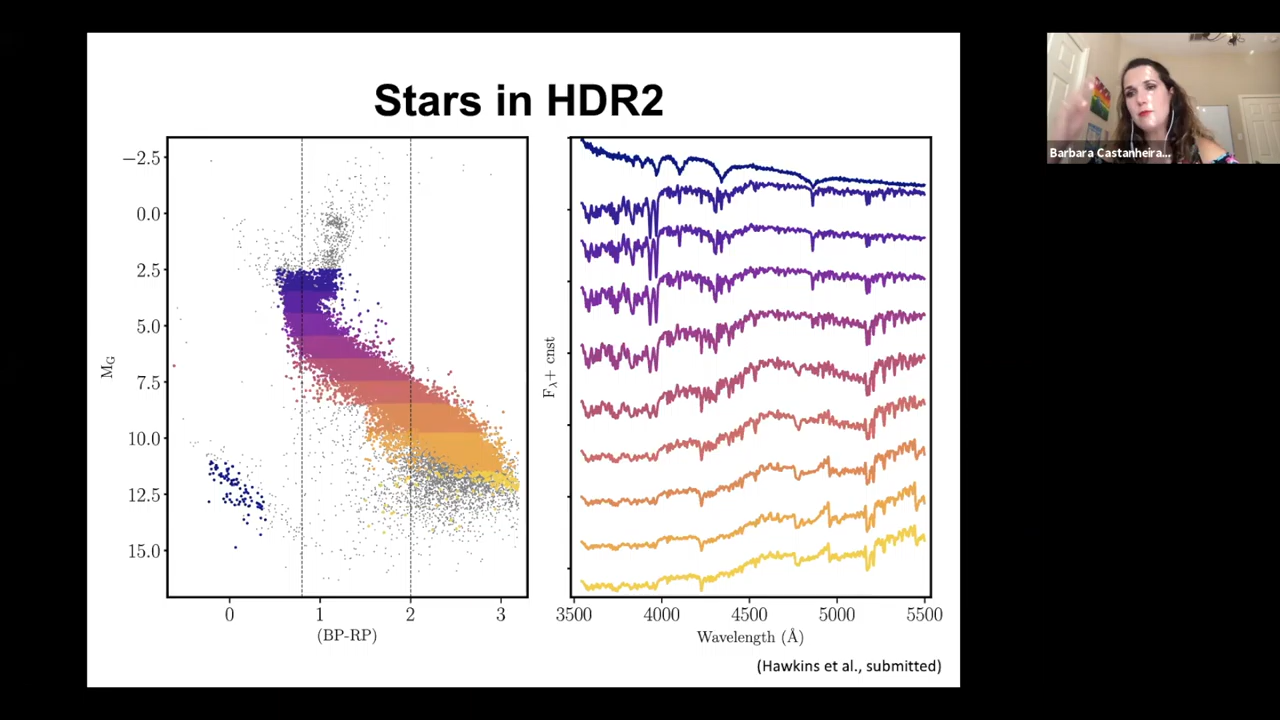 Stars in HDR2
−2.5
0.0
2.5
5.0
7.5
10.0
12.5
15.0
M_G
0 1 2 3
(BP-RP)
F_λ+ cnst
3500 4000 4500 5000 5500
Wavelength (Å)
(Hawkins et al., submitted)
Barbara Castanheira...